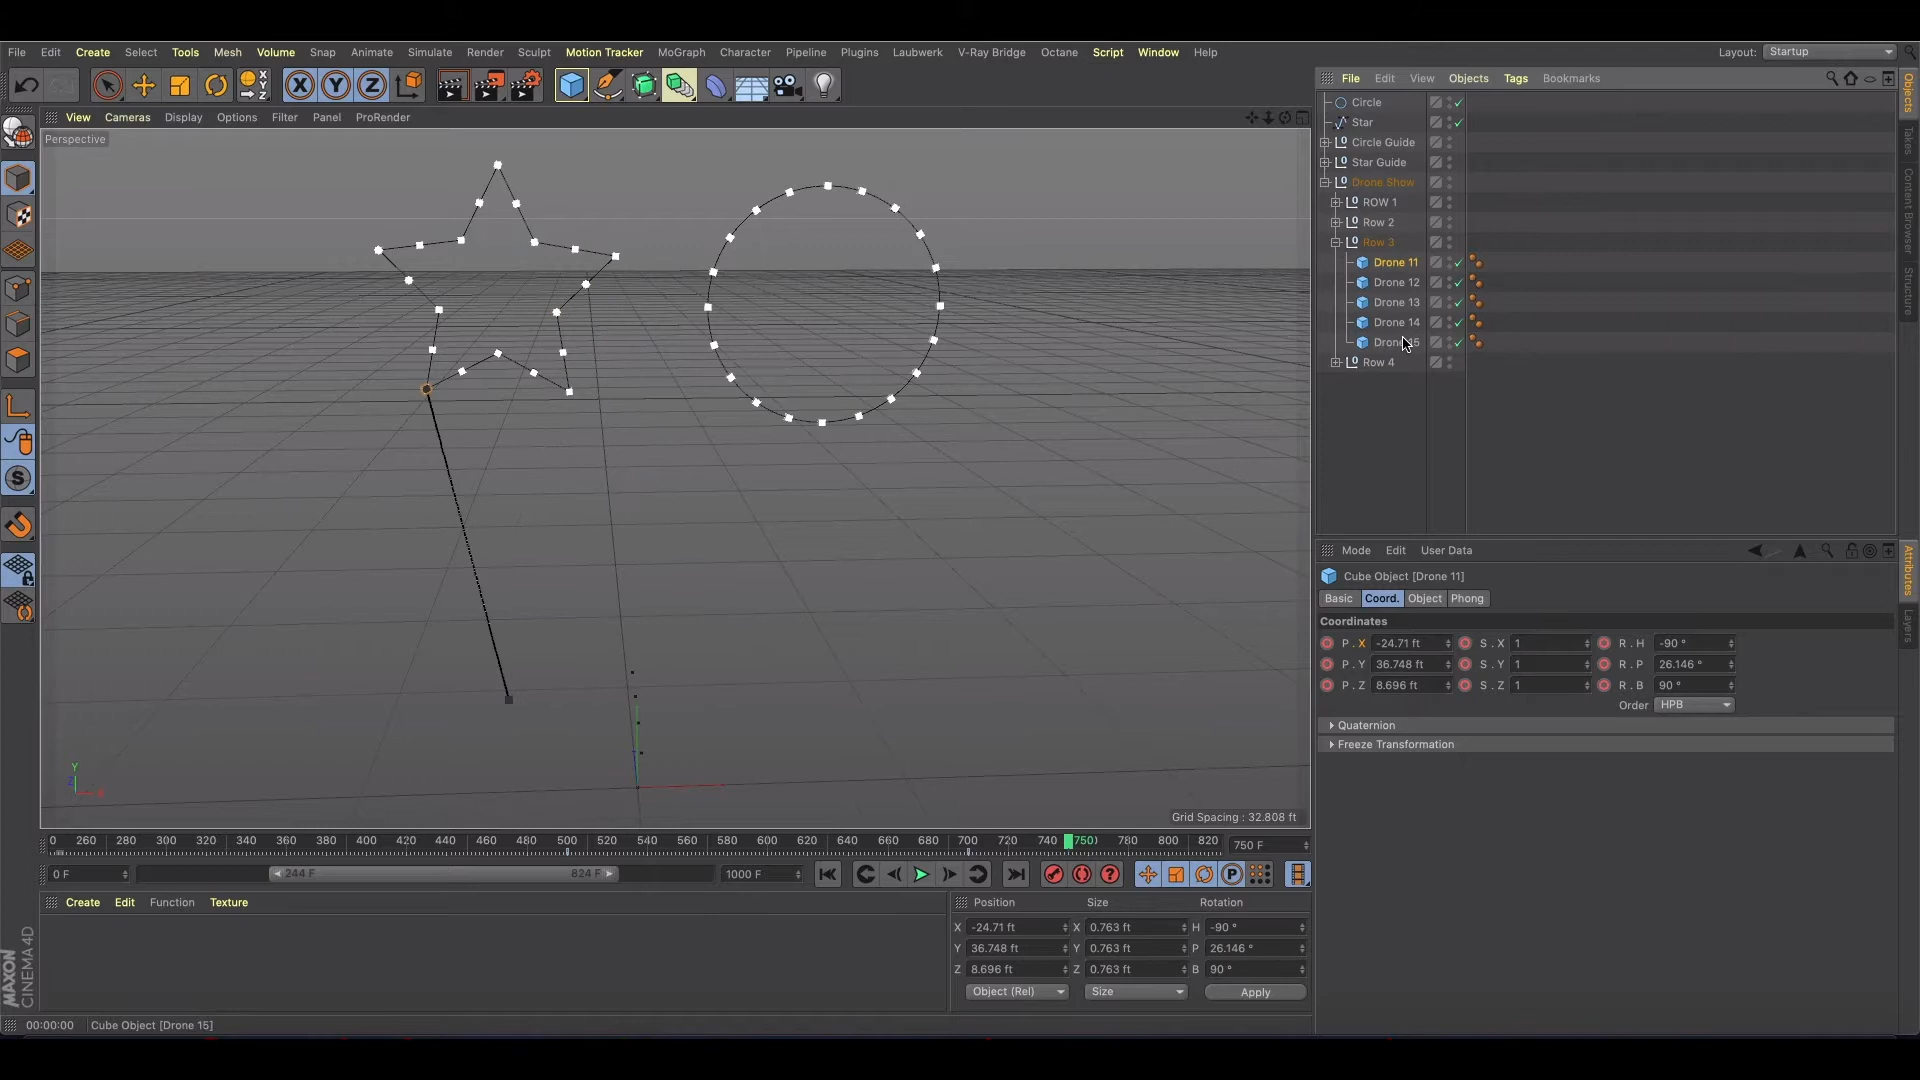 File Edit Create Select Tools Mesh Volume Snap Animate Simulate Render Sculpt Motion Tracker MoGraph Character Pipeline Plugins Laubwerk V-Ray Bridge Octane Script Window Help Layout: Startup
X Y Z X Y Z
File Edit View Objects Tags Bookmarks
View Cameras Display Options Filter Panel ProRender
Perspective
Circle
Star
Circle Guide
Star Guide
Drone Show
ROW 1
Row 2
Row 3
Drone 11
Drone 12
Drone 13
Drone 14
Row 4
Objects
Takes
Content Browser
Structure
Mode Edit User Data
Cube Object [Drone 11]
Basic Coord. Object Phong
Coordinates
P . X -24.71 ft S . X 1 R . H -90 °
P . Y 36.748 ft S . Y 1 R . P 26.146 °
P . Z 8.696 ft S . Z 1 R . B 90 °
Order HPB
Quaternion
Freeze Transformation
Attributes
Layers
Y
Z X
Grid Spacing : 32.808 ft
0 260 280 300 320 340 360 380 400 420 440 460 480 500 520 540 560 580 600 620 640 660 680 700 720 740 750) 780 800 820 750 F
0 F 244 F 824 F 1000 F
Create Edit Function Texture
Position Size Rotation
X -24.71 ft X 0.763 ft H -90 °
Y 36.748 ft Y 0.763 ft P 26.146 °
Z 8.696 ft Z 0.763 ft B 90 °
Object (Rel) Size Apply
MAXON
CINEMA 4D
00:00:00 Cube Object [Drone 15]